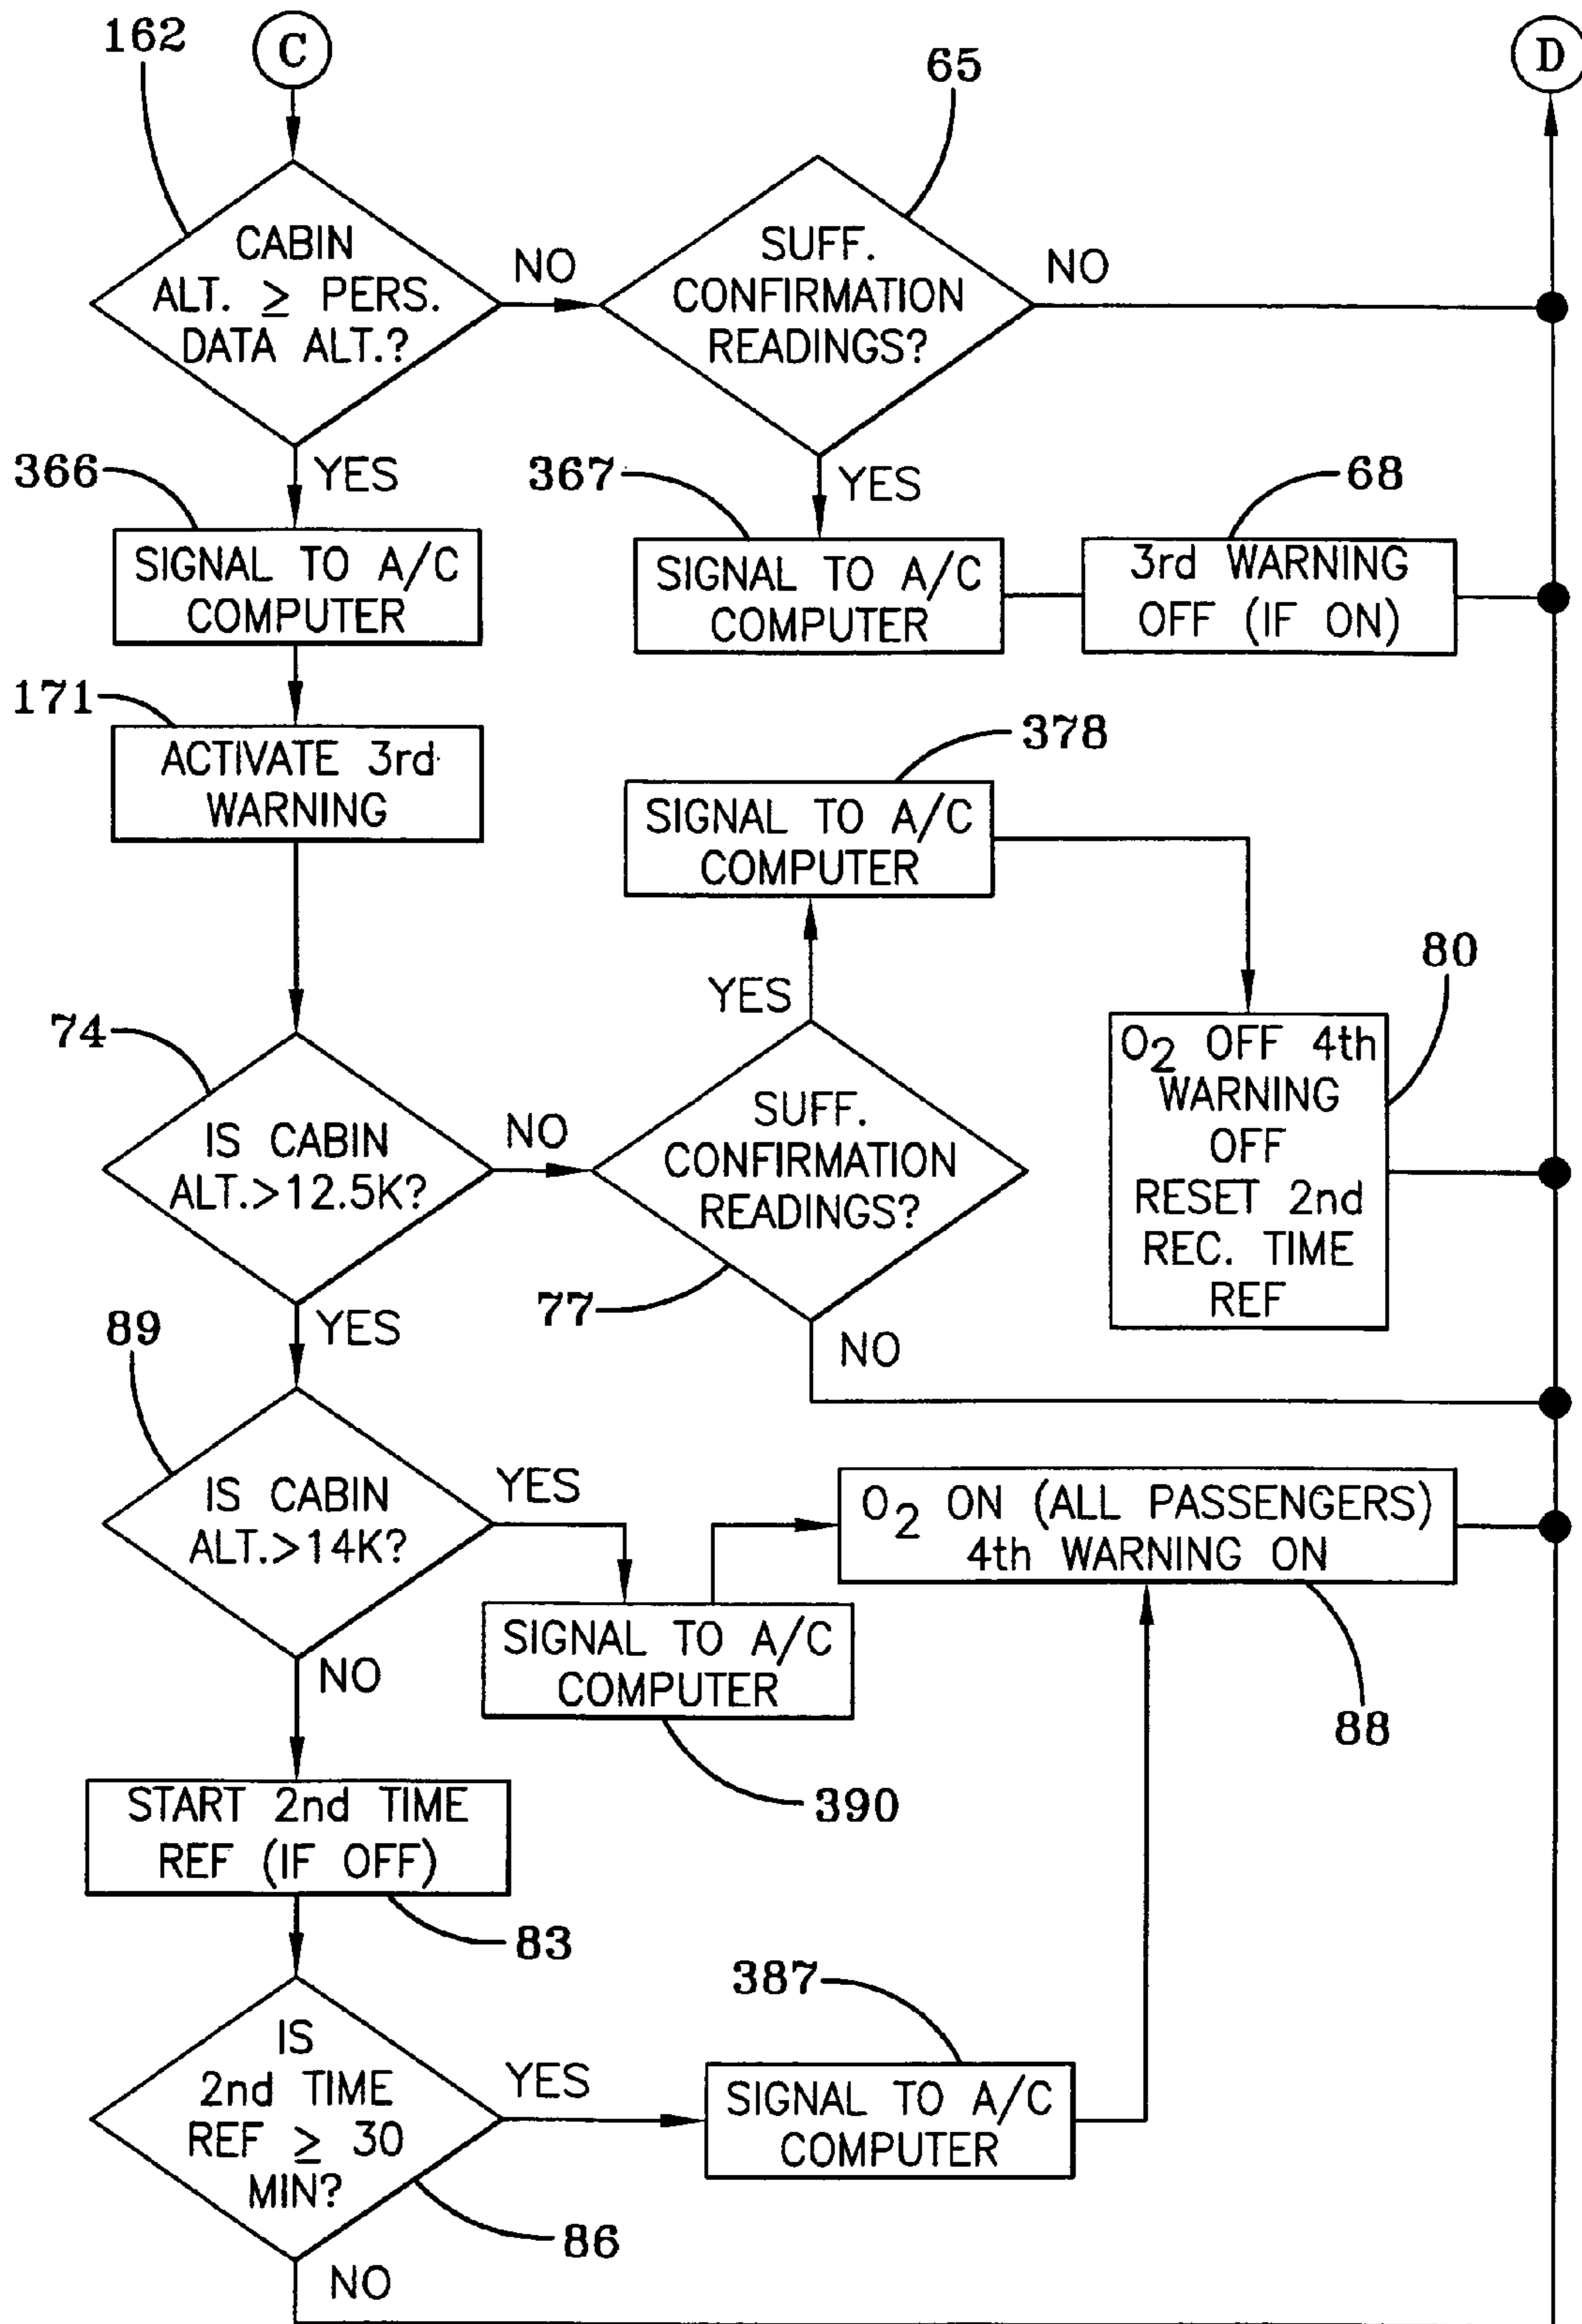 162
C
65
D
CABIN
ALT. ≥ PERS.
DATA ALT.?
NO
SUFF.
CONFIRMATION
READINGS?
NO
366
YES
367
YES
68
SIGNAL TO A/C
COMPUTER
SIGNAL TO A/C
COMPUTER
3rd WARNING
OFF (IF ON)
171
ACTIVATE 3rd
WARNING
378
SIGNAL TO A/C
COMPUTER
80
YES
74
IS CABIN
ALT.>12.5K?
NO
SUFF.
CONFIRMATION
READINGS?
O2 OFF 4th
WARNING
OFF
RESET 2nd
REC. TIME
REF
77
YES
NO
89
IS CABIN
ALT.>14K?
YES
O2 ON (ALL PASSENGERS)
4th WARNING ON
SIGNAL TO A/C
COMPUTER
NO
88
390
START 2nd TIME
REF (IF OFF)
83
387
IS
2nd TIME
REF ≥ 30
MIN?
YES
SIGNAL TO A/C
COMPUTER
86
NO